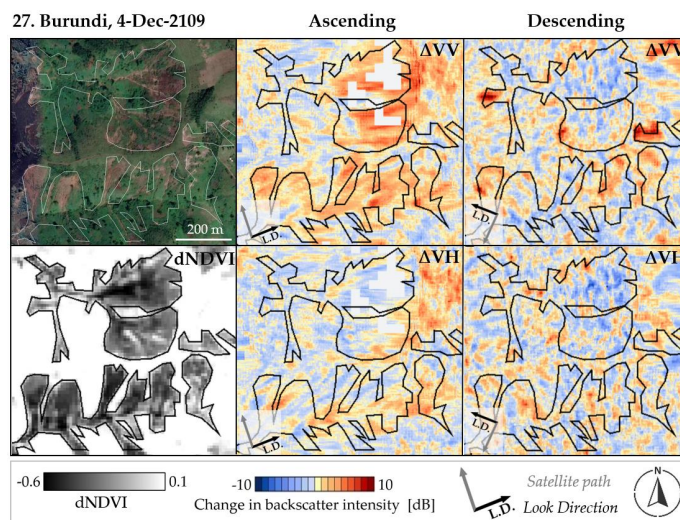 27. Burundi, 4-Dec-2109
Ascending
Descending
ΔVV
ΔVV
200 m
L.D.
L.D.
dNDVI
ΔVH
ΔVH
L.D.
L.D.
-0.6
0.1
dNDVI
-10
10
Change in backscatter intensity [dB]
Satellite path
L.D.
Look Direction
N